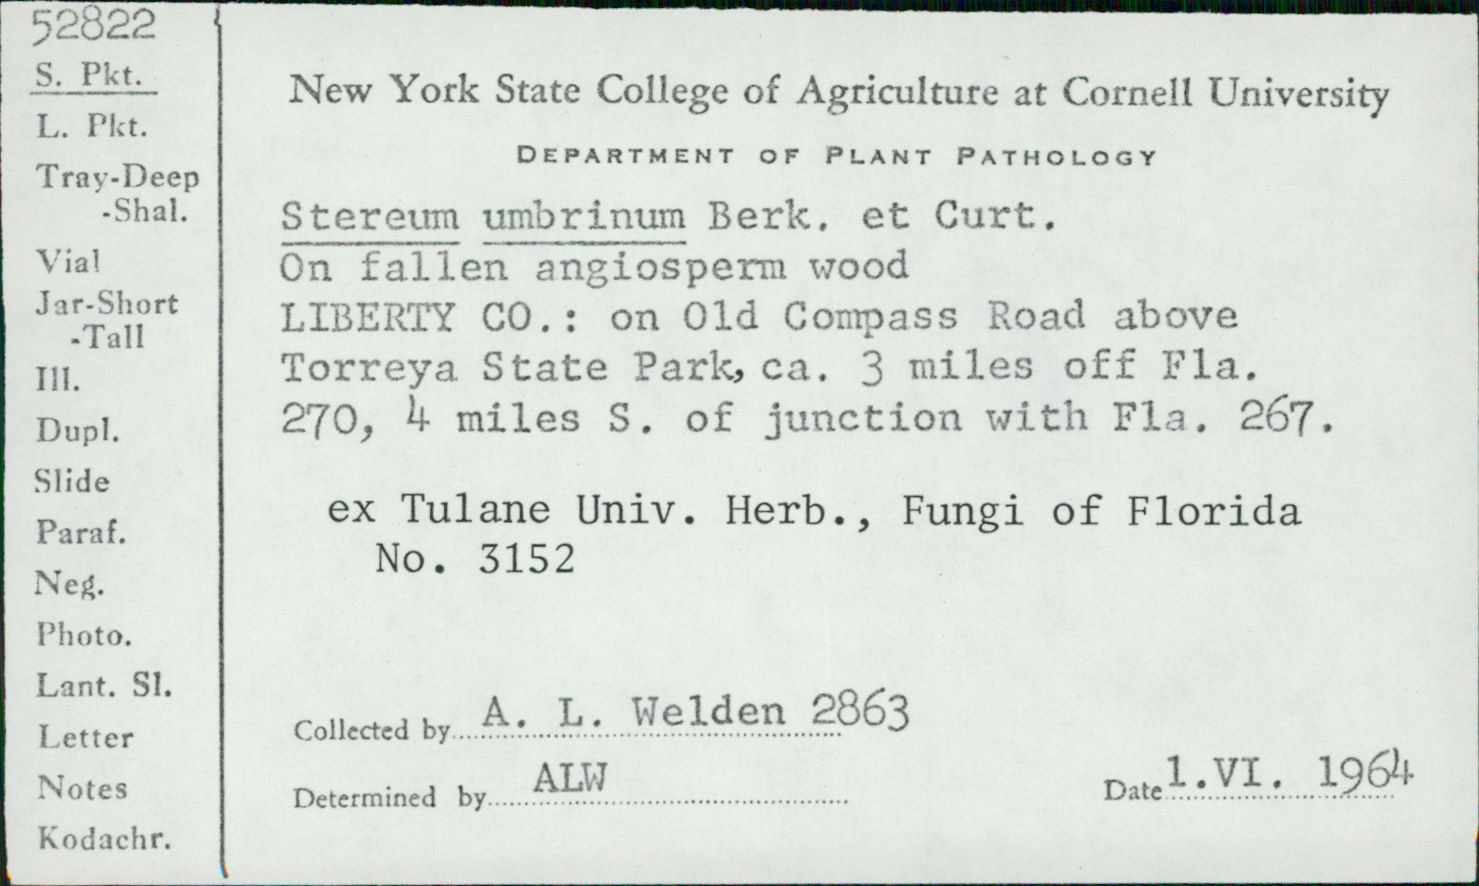 52822
S. Pkt.
L. Pkt.
Tray-Deep
-Shal.
Vial
Jar-Short
-Tall
Ill.
Dupl.
Slide
Paraf.
Neg.
Photo.
Lant. Sl.
Letter
Notes
Kodachr.
New York State College of Agriculture at Cornell University
DEPARTMENT OF PLANT PATHOLOGY
Stereum umbrinum Berk. et Curt.
On fallen angiosperm wood
LIBERTY CO.: on Old Compass Road above
Torreya State Park, ca. 3 miles off Fla.
270, 4 miles S. of junction with Fla. 267.
ex Tulane Univ. Herb., Fungi of Florida
No. 3152
Collected by A. L. Welden 2863
Determined by ALW
Date 1.VI. 1964